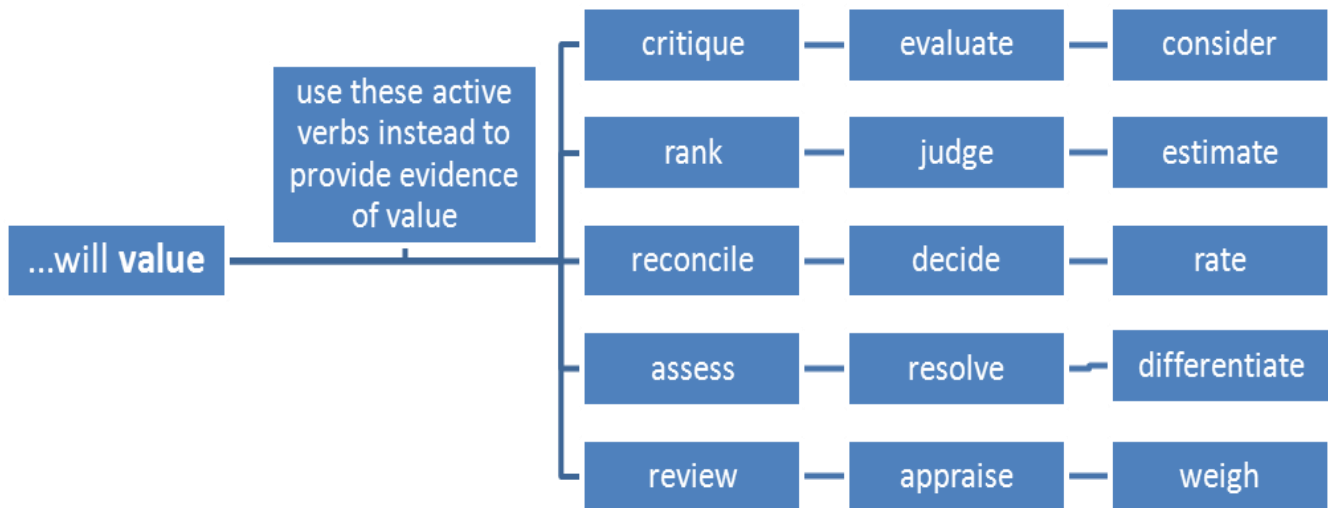 ...will value
use these active
verbs instead to
provide evidence
of value
critique
evaluate
consider
rank
judge
estimate
reconcile
decide
rate
assess
resolve
differentiate
review
appraise
weigh